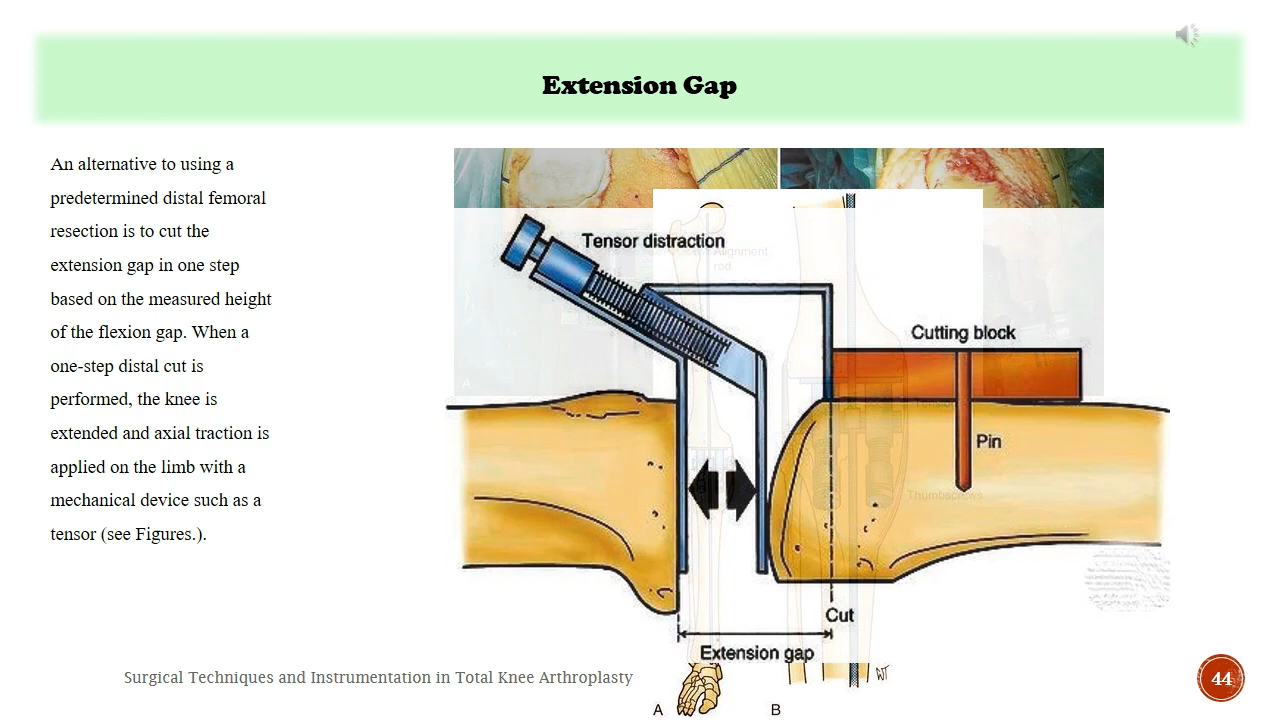 Extension Gap
An alternative to using a
predetermined distal femoral
resection is to cut the
extension gap in one step
based on the measured height
of the flexion gap. When a
one-step distal cut is
performed, the knee is
extended and axial traction is
applied on the limb with a
mechanical device such as a
tensor (see Figures.).
Tensor distraction
Alignment
rod
Cutting block
Pin
Thumbscrews
Cut
Extension gap
A
A B
Surgical Techniques and Instrumentation in Total Knee Arthroplasty
44